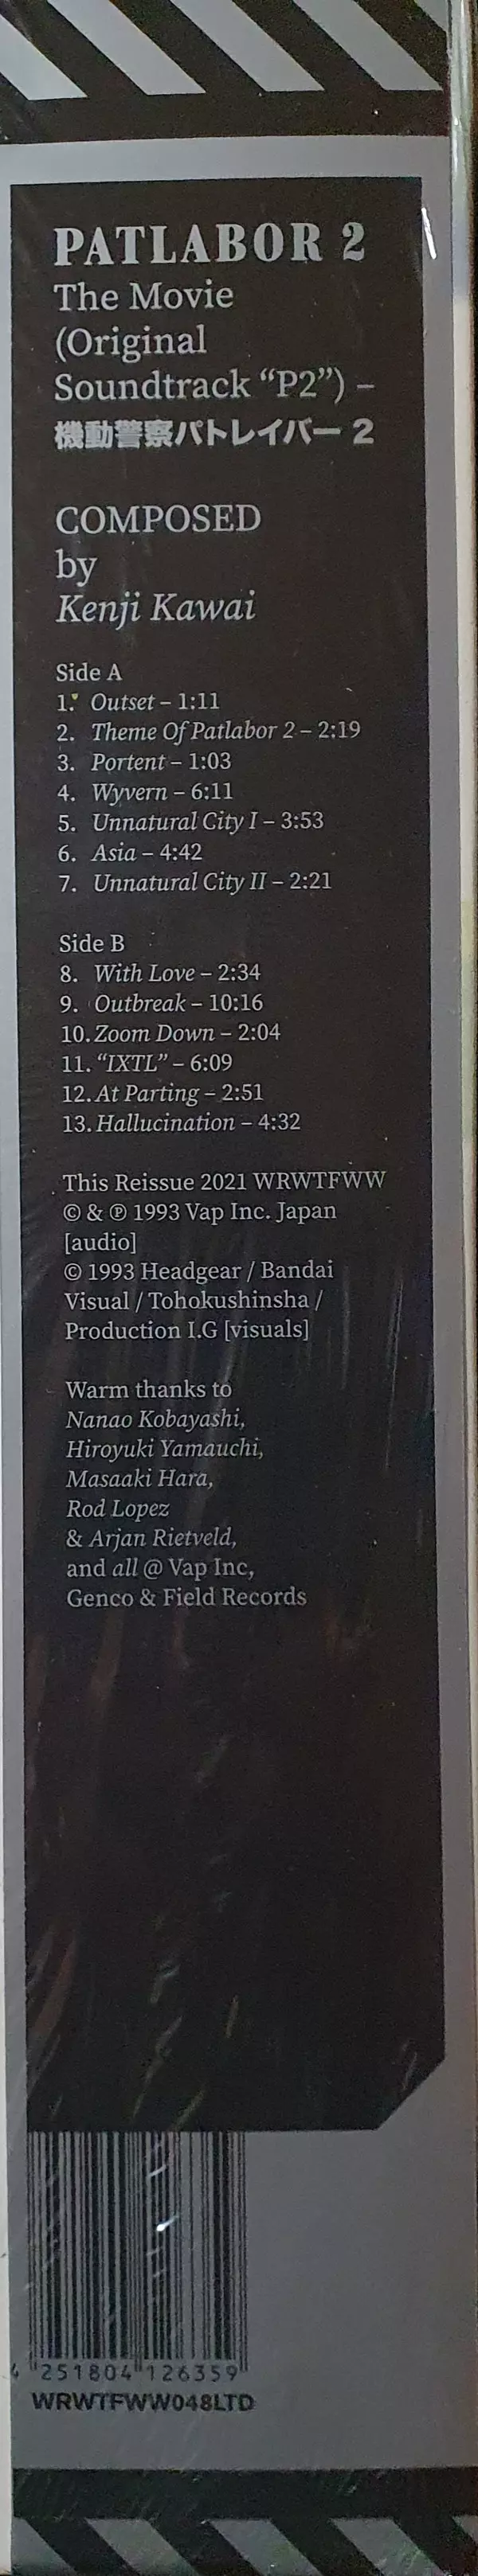 PATLABOR 2
The Movie
(Original
Soundtrack “P2”) –
機動警察パトレイバー 2
COMPOSED
by
Kenji Kawai
Side A
1. Outset – 1:11
2. Theme Of Patlabor 2 – 2:19
3. Portent – 1:03
4. Wyvern – 6:11
5. Unnatural City I – 3:53
6. Asia – 4:42
7. Unnatural City II – 2:21
Side B
8. With Love – 2:34
9. Outbreak – 10:16
10. Zoom Down – 2:04
11. “IXTL” – 6:09
12. At Parting – 2:51
13. Hallucination – 4:32
This Reissue 2021 WRWTFWW
© & ℗ 1993 Vap Inc. Japan
[audio]
© 1993 Headgear / Bandai
Visual / Tohokushinsha /
Production I.G [visuals]
Warm thanks to
Nanao Kobayashi,
Hiroyuki Yamauchi,
Masaaki Hara,
Rod Lopez
& Arjan Rietveld,
and all @ Vap Inc,
Genco & Field Records
4 251804 126359
WRWTFWW048LTD